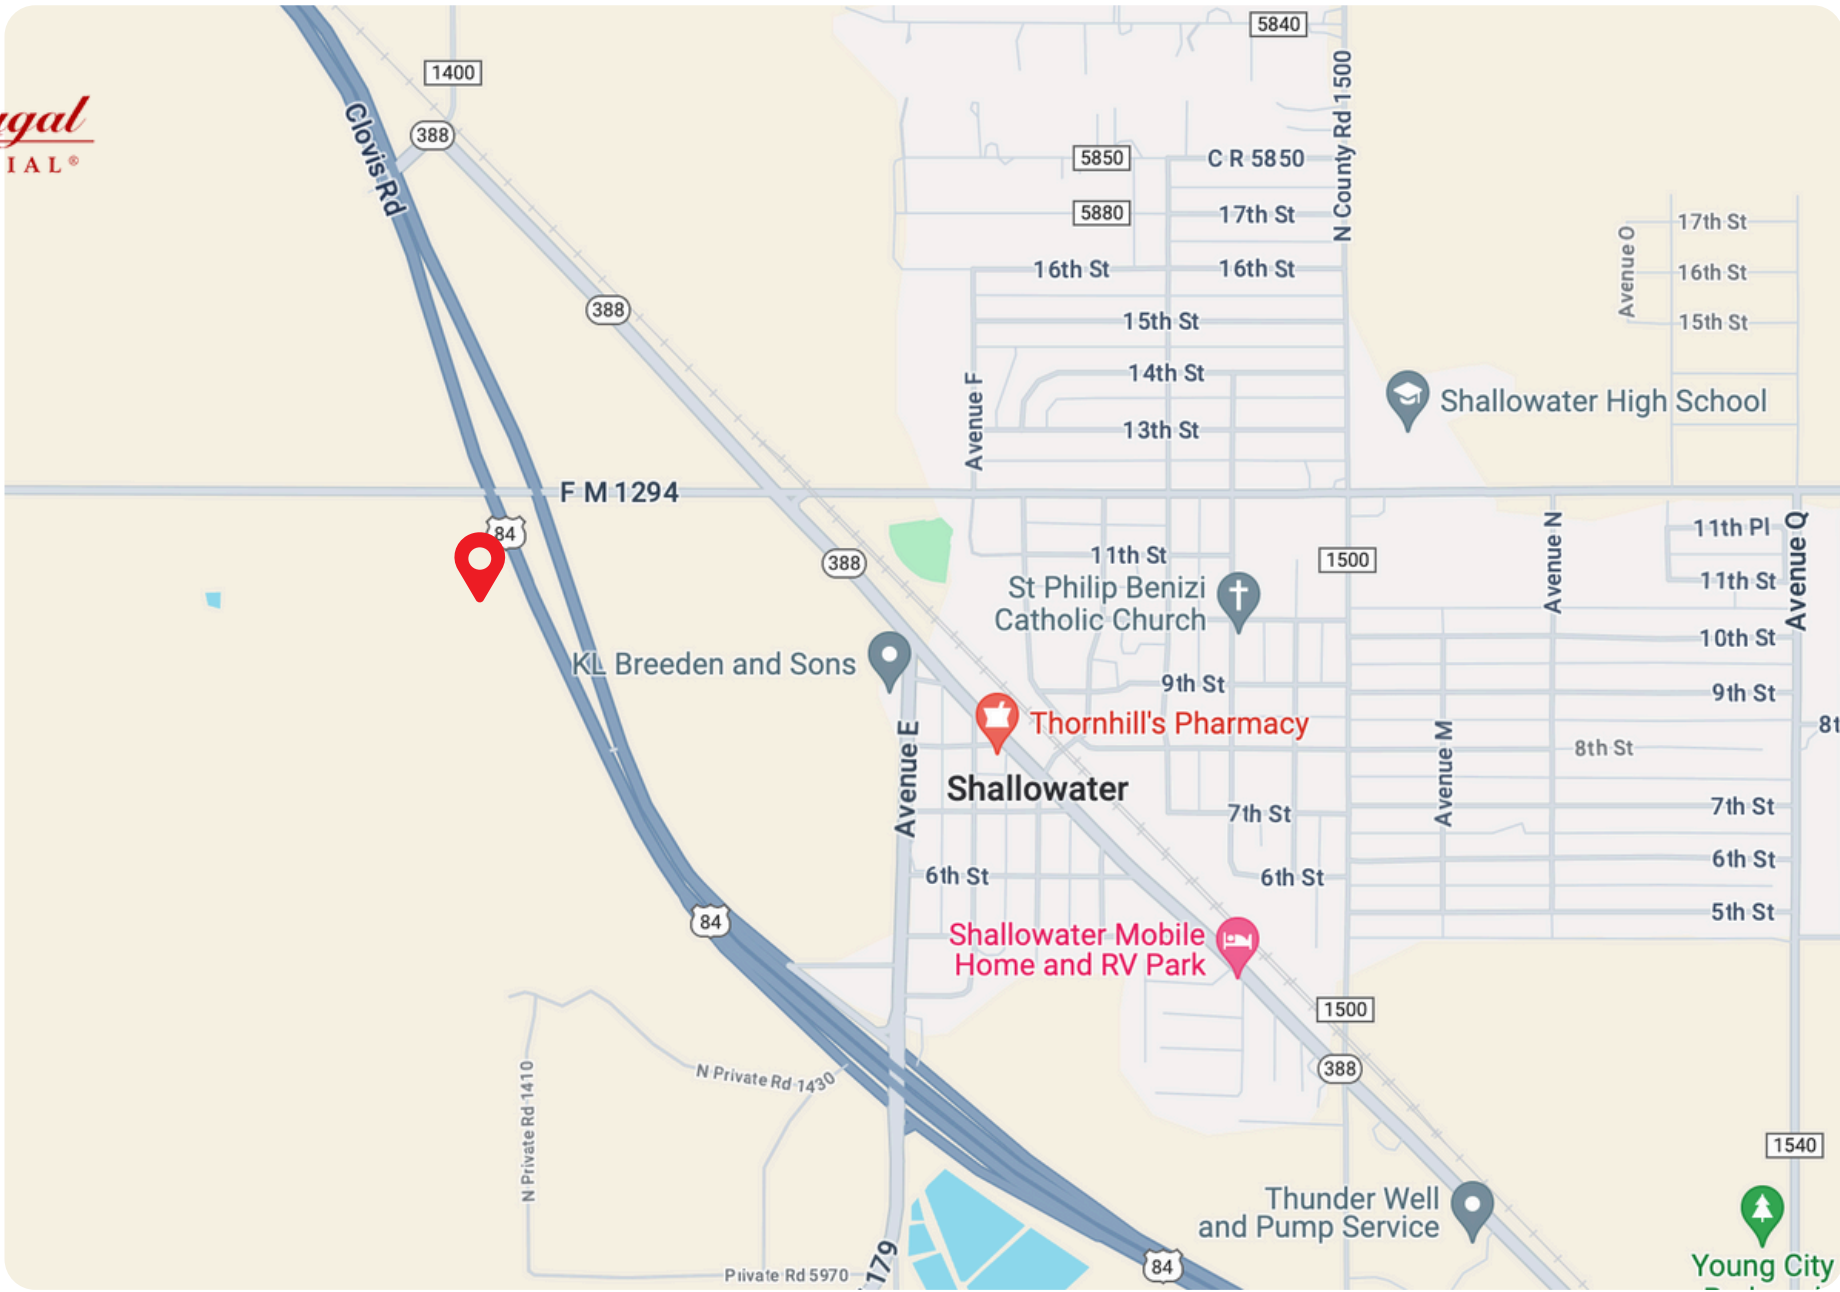 5840
1400
N County Rd 1500
Clovis Rd
388
IAL®
5850
C R 5850
5880
17th St
17th St
Avenue O
16th St
16th St
16th St
388
15th St
15th St
14th St
Avenue F
Shallowater High School
13th St
F M 1294
84
11th Pl
Avenue N
Avenue Q
388
11th St
1500
11th St
St Philip Benizi
Catholic Church
10th St
KL Breeden and Sons
9th St
9th St
Thornhill's Pharmacy
8t
8th St
Avenue E
Avenue M
Shallowater
7th St
7th St
6th St
6th St
6th St
5th St
84
Shallowater Mobile
Home and RV Park
1500
388
N Private Rd 1430
N Private Rd 1410
1540
Thunder Well
and Pump Service
Young City
84
Private Rd 5970
179